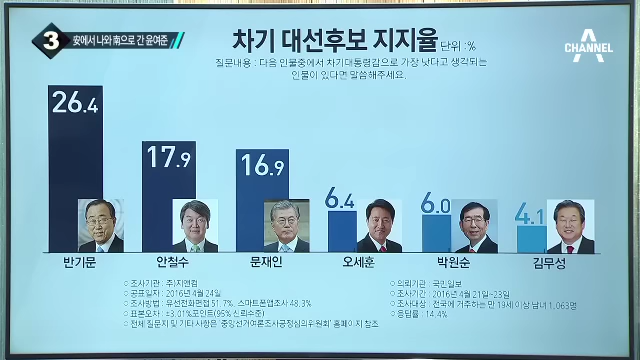 3 安에서 나와 南으로 간 윤여준
CHANNEL A
차기 대선후보 지지율 단위 : %
질문내용 : 다음 인물중에서 차기대통령감으로 가장 낫다고 생각되는
인물이 있다면 말씀해주세요.
26.4
17.9
16.9
6.4
6.0
4.1
반기문 안철수 문재인 오세훈 박원순 김무성
○ 조사기관 : 주)지앤컴
○ 공표일자 : 2016년 4월 24일
○ 조사방법 : 유선전화면접 51.7%, 스마트폰앱조사 48.3%
○ 표본오차 : ±3.01%포인트(95% 신뢰수준)
○ 전체 질문지 및 기타 사항은 '중앙선거여론조사공정심의위원회' 홈페이지 참조
○ 의뢰기관 : 국민일보
○ 조사기간 : 2016년 4월 21일~23일
○ 조사대상 : 전국에 거주하는 만 19세 이상 남녀 1,063명
○ 응답률 : 14.4%